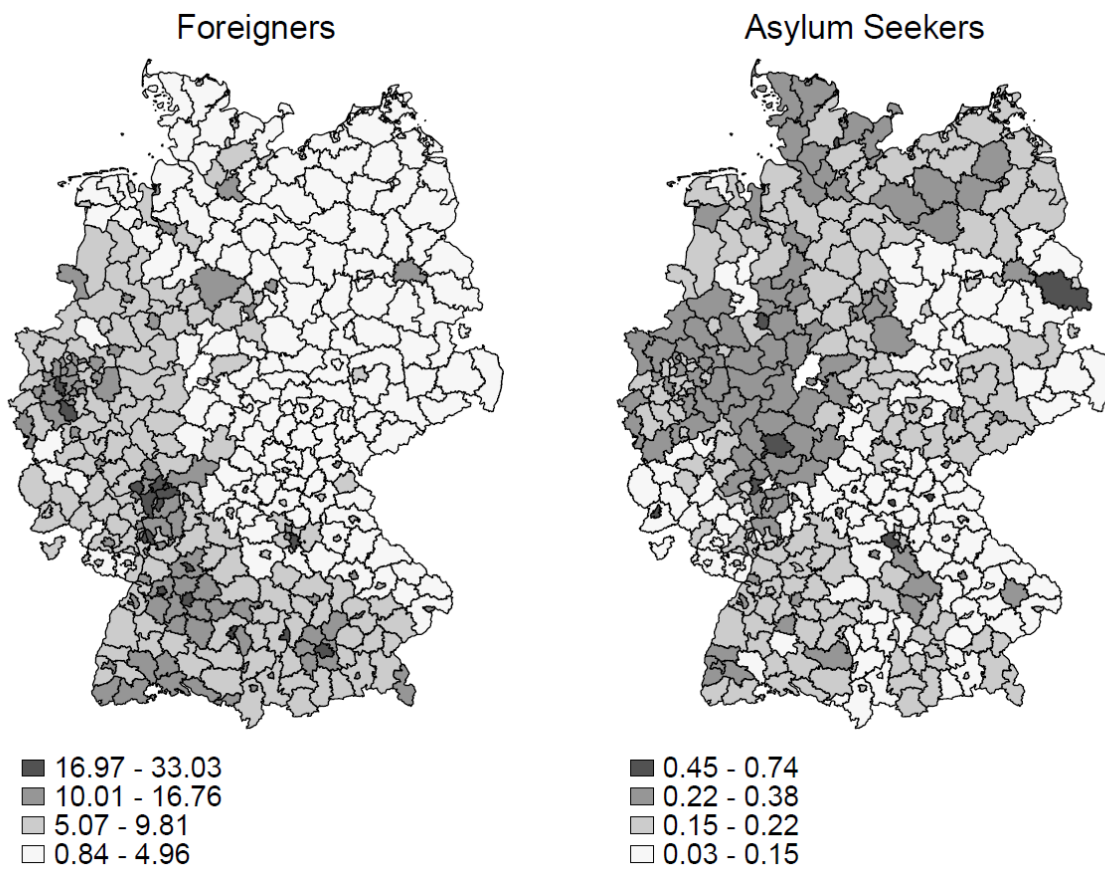 Foreigners
Asylum Seekers
16.97 - 33.03
10.01 - 16.76
5.07 - 9.81
0.84 - 4.96
0.45 - 0.74
0.22 - 0.38
0.15 - 0.22
0.03 - 0.15